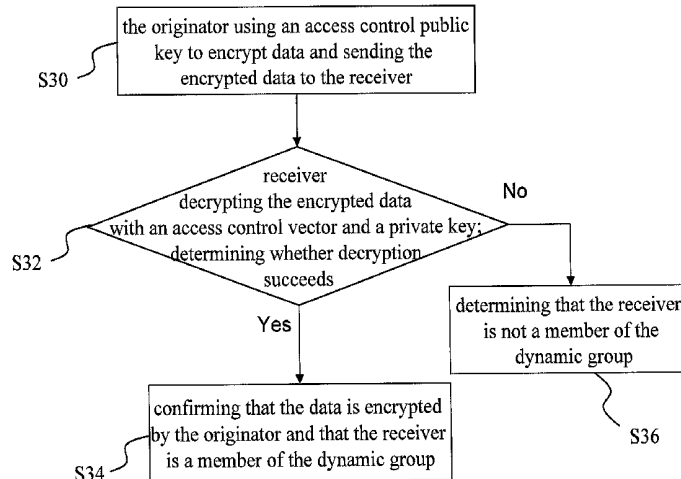 the originator using an access control public
key to encrypt data and sending the
encrypted data to the receiver
S30
receiver
decrypting the encrypted data
with an access control vector and a private key;
determining whether decryption
succeeds
No
S32
Yes
determining that the receiver
is not a member of the
dynamic group
confirming that the data is encrypted
by the originator and that the receiver
is a member of the dynamic group
S36
S34